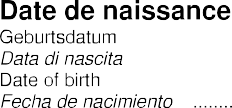 Date de naissance
Geburtsdatum
Data di nascita
Date of birth
Fecha de nacimiento ........